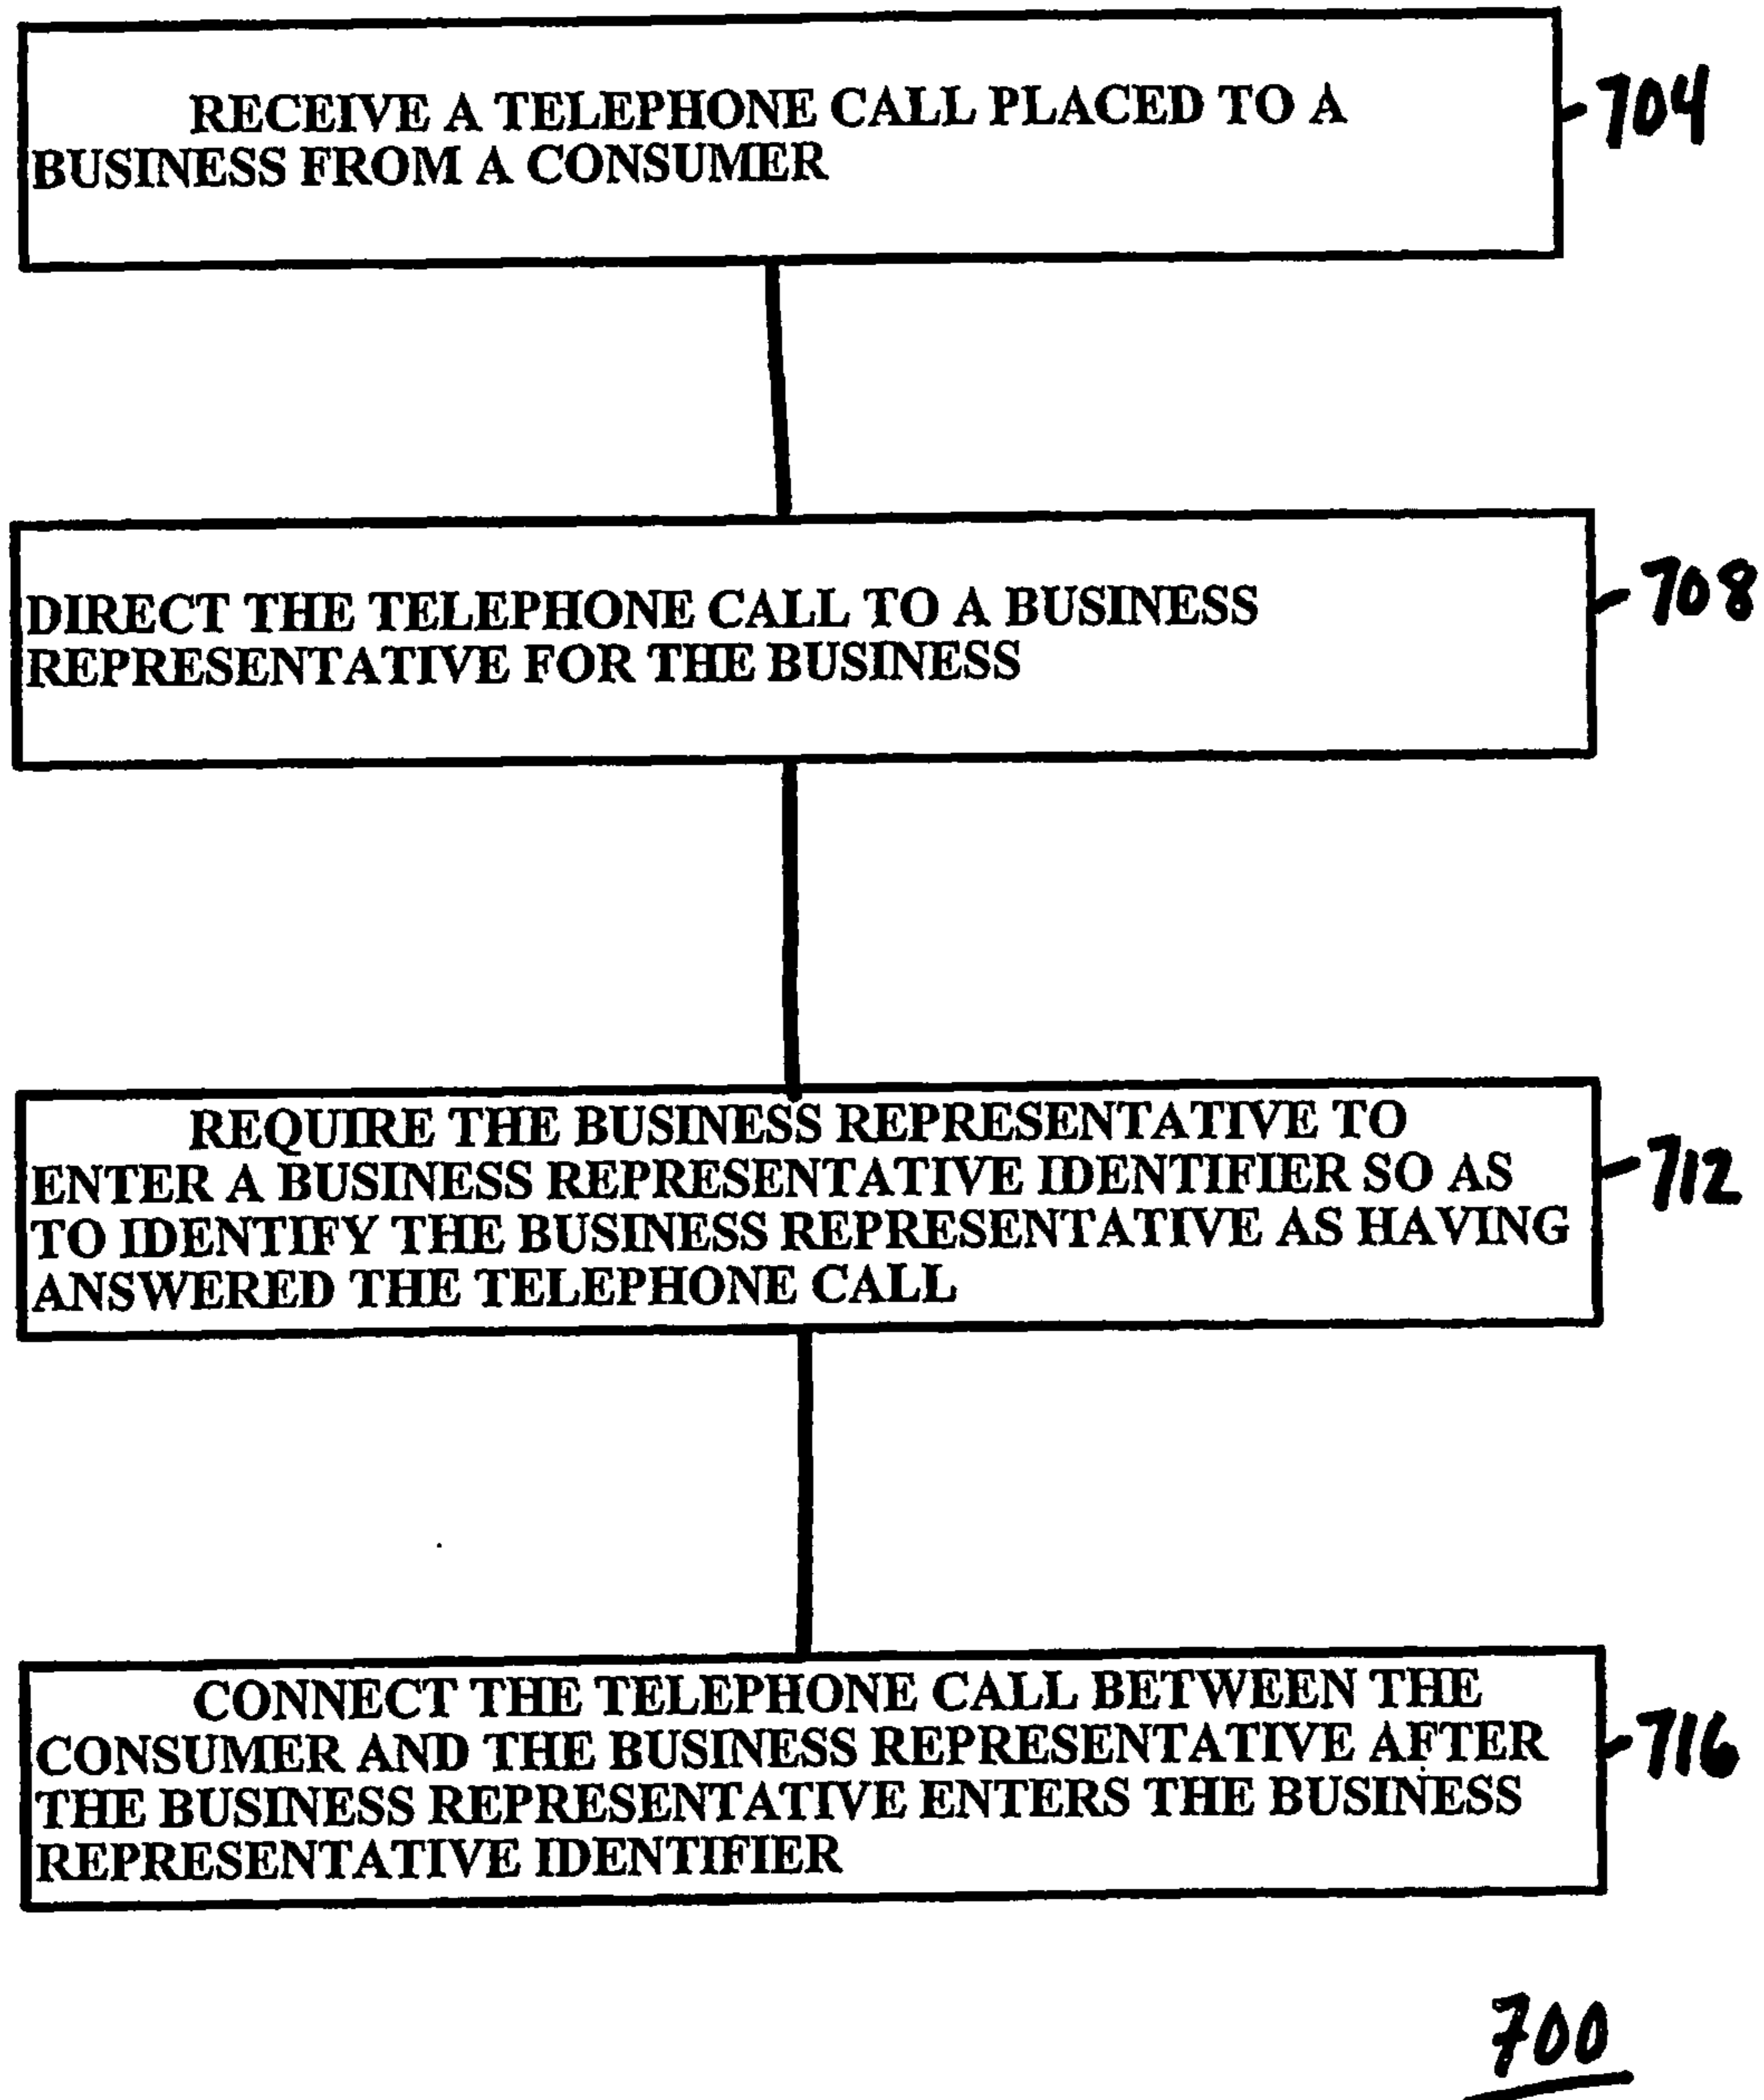 RECEIVE A TELEPHONE CALL PLACED TO A
BUSINESS FROM A CONSUMER
704
DIRECT THE TELEPHONE CALL TO A BUSINESS
REPRESENTATIVE FOR THE BUSINESS
708
REQUIRE THE BUSINESS REPRESENTATIVE TO
ENTER A BUSINESS REPRESENTATIVE IDENTIFIER SO AS
TO IDENTIFY THE BUSINESS REPRESENTATIVE AS HAVING
ANSWERED THE TELEPHONE CALL
712
CONNECT THE TELEPHONE CALL BETWEEN THE
CONSUMER AND THE BUSINESS REPRESENTATIVE AFTER
THE BUSINESS REPRESENTATIVE ENTERS THE BUSINESS
REPRESENTATIVE IDENTIFIER
716
700